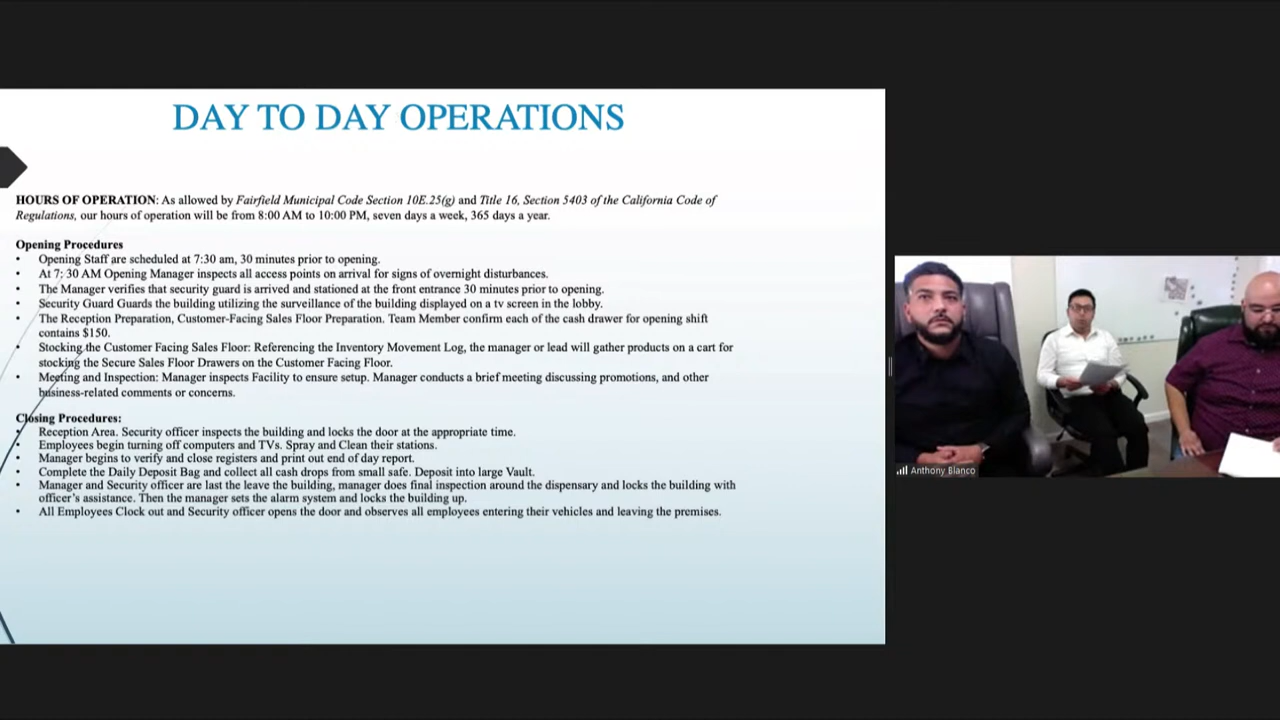 DAY TO DAY OPERATIONS
HOURS OF OPERATION: As allowed by Fairfield Municipal Code Section 10E.25(g) and Title 16, Section 5403 of the California Code of
Regulations, our hours of operation will be from 8:00 AM to 10:00 PM, seven days a week, 365 days a year.
Opening Procedures
• Opening Staff are scheduled at 7:30 am, 30 minutes prior to opening.
• At 7; 30 AM Opening Manager inspects all access points on arrival for signs of overnight disturbances.
• The Manager verifies that security guard is arrived and stationed at the front entrance 30 minutes prior to opening.
• Security Guard Guards the building utilizing the surveillance of the building displayed on a tv screen in the lobby.
• The Reception Preparation, Customer-Facing Sales Floor Preparation. Team Member confirm each of the cash drawer for opening shift
contains $150.
• Stocking the Customer Facing Sales Floor: Referencing the Inventory Movement Log, the manager or lead will gather products on a cart for
stocking the Secure Sales Floor Drawers on the Customer Facing Floor.
• Meeting and Inspection: Manager inspects Facility to ensure setup. Manager conducts a brief meeting discussing promotions, and other
business-related comments or concerns.
Closing Procedures:
• Reception Area. Security officer inspects the building and locks the door at the appropriate time.
• Employees begin turning off computers and TVs. Spray and Clean their stations.
• Manager begins to verify and close registers and print out end of day report.
• Complete the Daily Deposit Bag and collect all cash drops from small safe. Deposit into large Vault.
• Manager and Security officer are last the leave the building, manager does final inspection around the dispensary and locks the building with
officer's assistance. Then the manager sets the alarm system and locks the building up.
• All Employees Clock out and Security officer opens the door and observes all employees entering their vehicles and leaving the premises.
Anthony Blanco